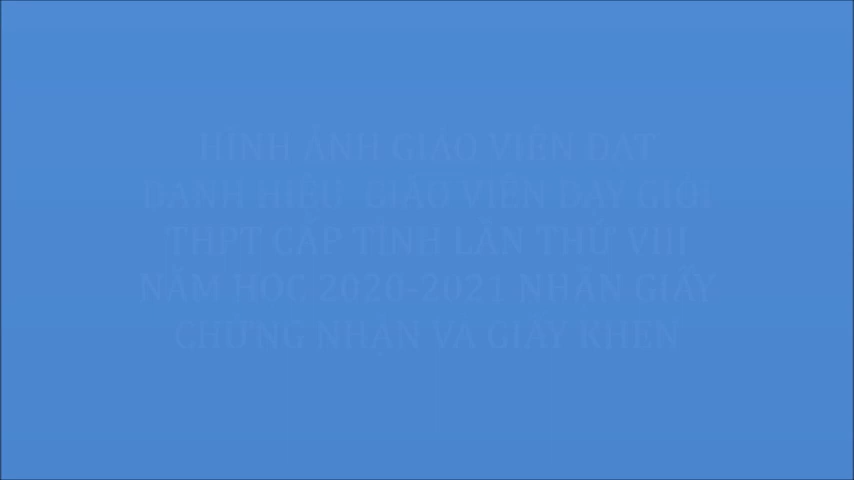 HÌNH ẢNH GIÁO VIÊN ĐẠT
DANH HIỆU GIÁO VIÊN DẠY GIỎI
THPT CẤP TỈNH LẦN THỨ VIII
NĂM HỌC 2020-2021 NHẬN GIẤY
CHỨNG NHẬN VÀ GIẤY KHEN